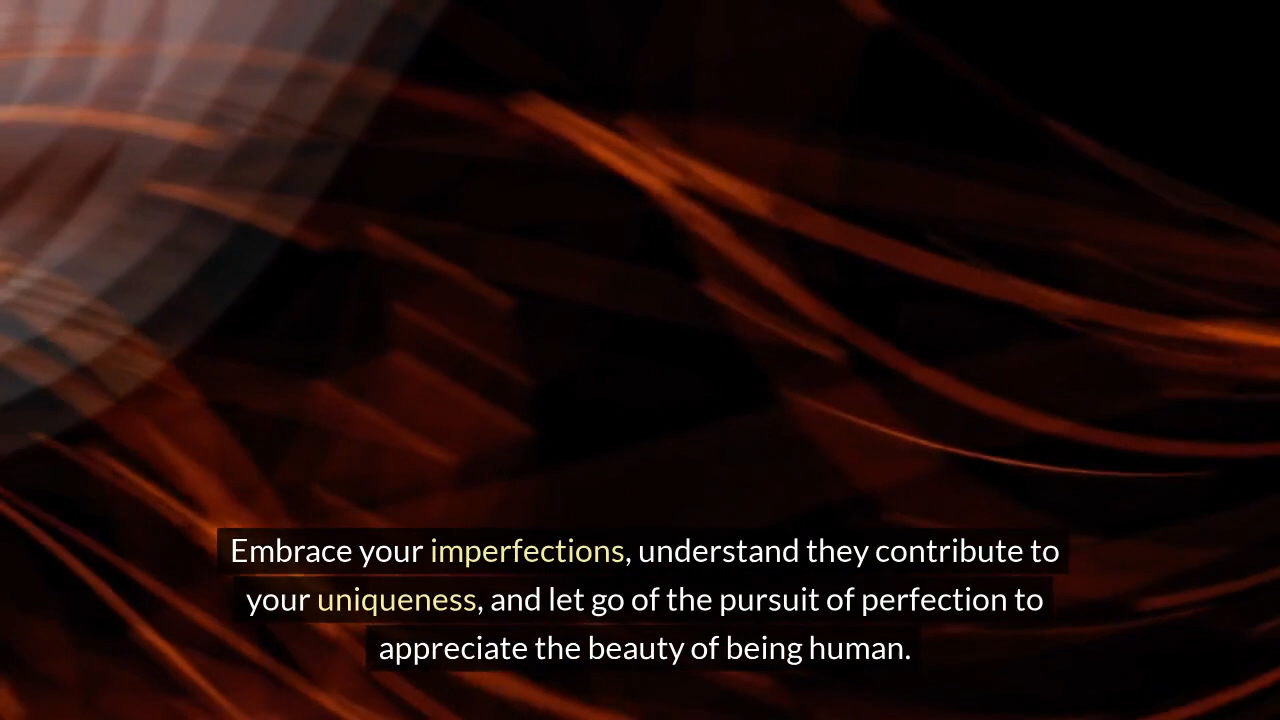 Embrace your imperfections, understand they contribute to
your uniqueness, and let go of the pursuit of perfection to
appreciate the beauty of being human.